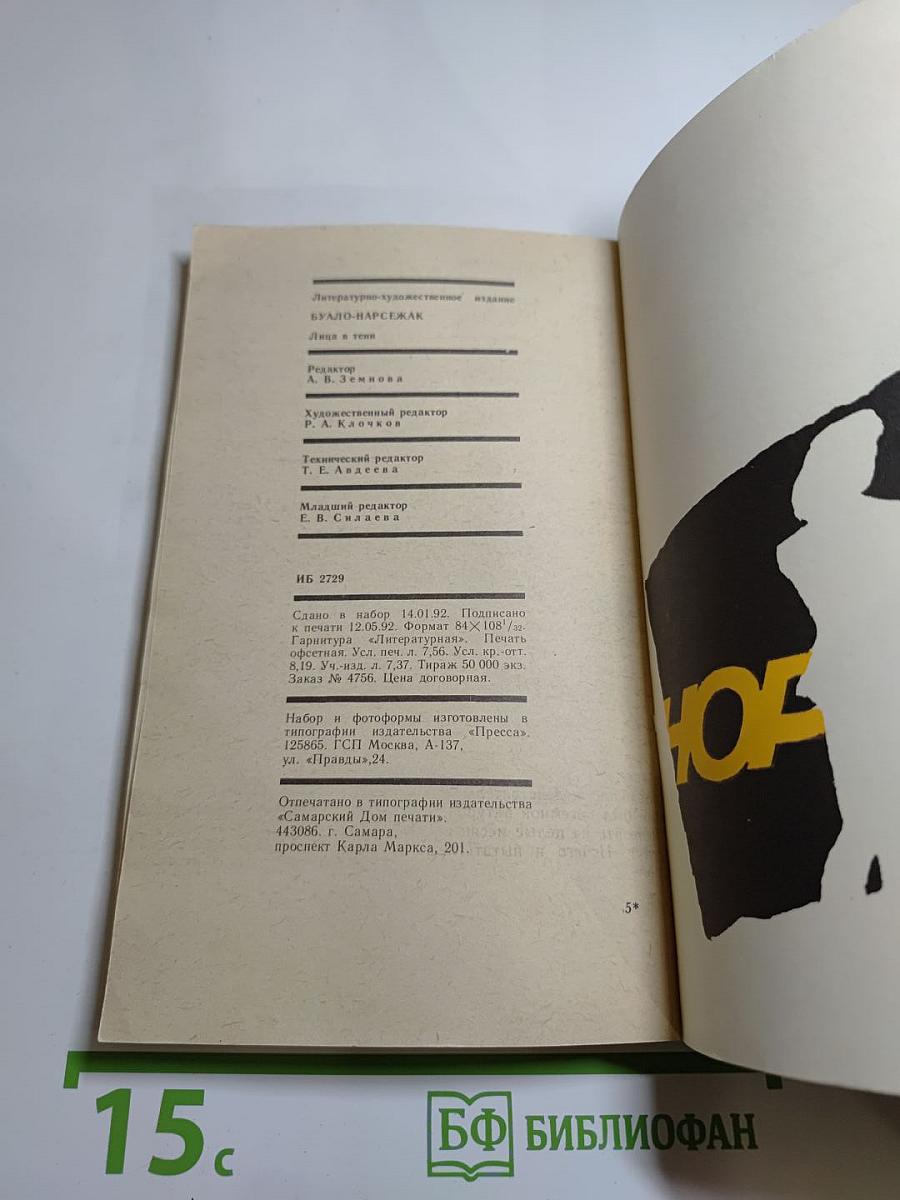 Литературно-художественное издание
БУАЛО-НАРСЕЖАК
Лица в тени
Редактор
А. В. Земнова
Художественный редактор
Р. А. Клочков
Технический редактор
Т. Е. Авдеева
Младший редактор
Е. В. Силаева
ИБ 2729
Сдано в набор 14.01.92. Подписано
к печати 12.05.92. Формат 84×108¹/₃₂.
Гарнитура «Литературная». Печать
офсетная. Усл. печ. л. 7,56. Усл. кр.-отт.
8,19. Уч.-изд. л. 7,37. Тираж 50 000 экз.
Заказ № 4756. Цена договорная.
Набор и фотоформы изготовлены в
типографии издательства «Пресса».
125865. ГСП Москва, А-137,
ул. «Правды»,24.
Отпечатано в типографии издательства
«Самарский Дом печати».
443086. г. Самара,
проспект Карла Маркса, 201.
5*
НОГ
15 с
БФ БИБЛИОФАН